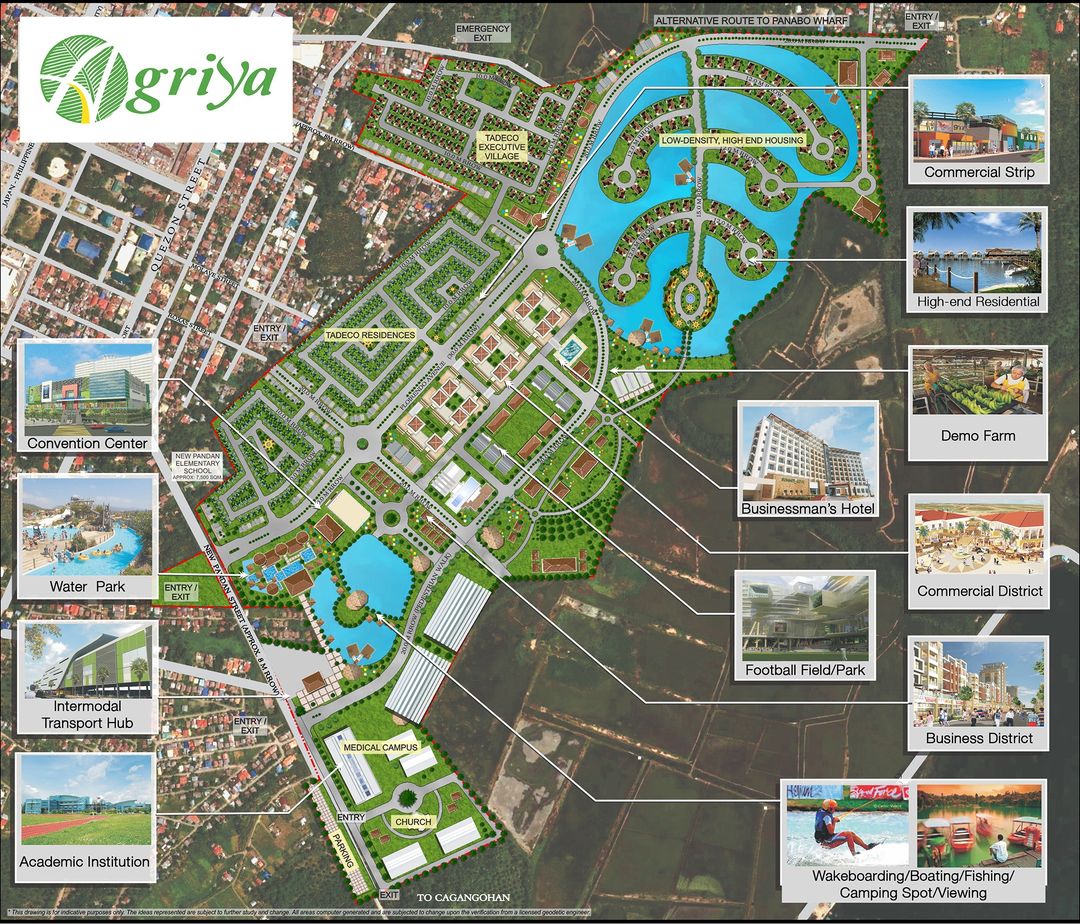 Agriya
EMERGENCY
EXIT
ALTERNATIVE ROUTE TO PANABO WHARF
ENTRY /
EXIT
JAPAN - PHILIPPINE
QUEZON STREET
TADECO
EXECUTIVE
VILLAGE
LOW-DENSITY, HIGH END HOUSING
Commercial Strip
High-end Residential
ENTRY /
EXIT
TADECO RESIDENCES
Convention Center
NEW PANDAN
ELEMENTARY
SCHOOL
APPROX: 7,500 SQM.
Demo Farm
Businessman's Hotel
Water Park
ENTRY /
EXIT
NEW PANDAN STREET (APPROX. 8 M RROW)
Commercial District
Football Field/Park
Intermodal
Transport Hub
ENTRY /
EXIT
Business District
MEDICAL CAMPUS
Academic Institution
ENTRY
CHURCH
PARKING
Wakeboarding/Boating/Fishing/
Camping Spot/Viewing
EXIT
TO CAGANGOHAN
* This drawing is for indicative purposes only. The ideas represented are subject to further study and change. All areas computer generated and are subjected to change upon the verification from a licensed geodetic engineer.